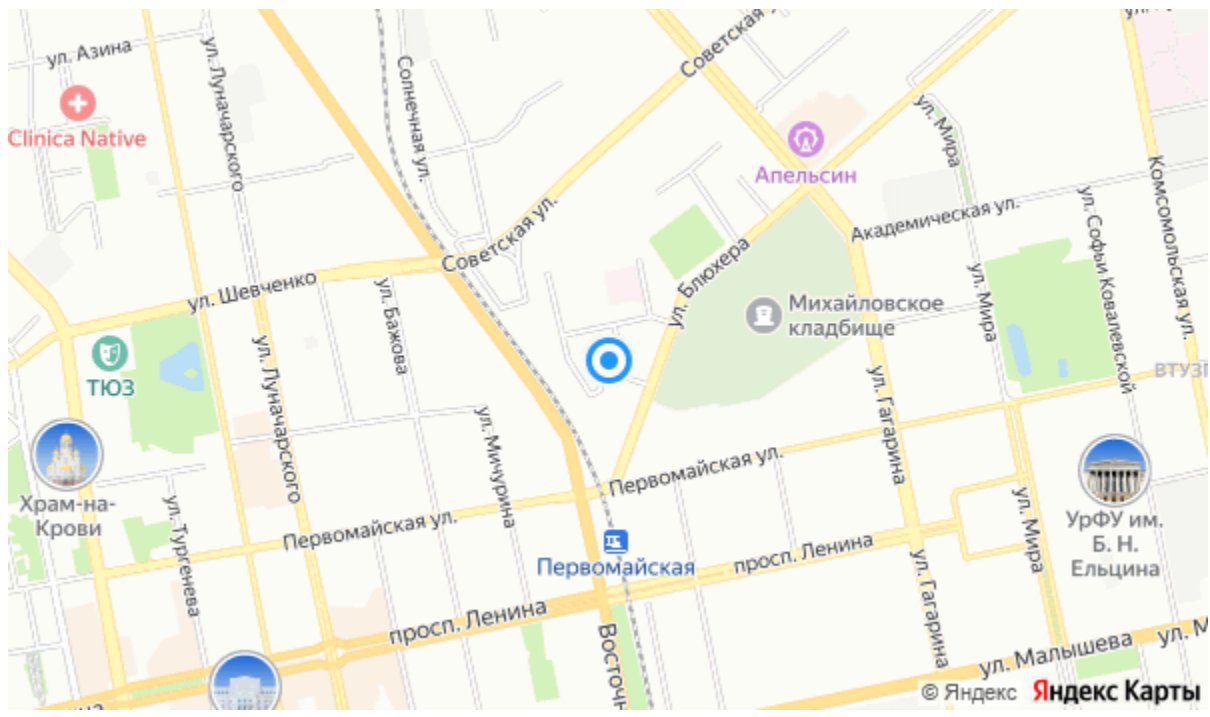 ул. Азина
ул. Луначарского
Солнечная ул.
Советская ул.
Clinica Native
Апельсин
ул. Мира
Академическая ул.
Комсомольская ул.
ул. Софьи Ковалевской
Советская ул.
ул. Шевченко
ул. Бажова
ул. Блюхера
Михайловское
кладбище
ул. Мира
ТЮЗ
ул. Луначарского
ул. Гагарина
ВТУЗГ
ул. Мичурина
Первомайская ул.
Храм-на-
Крови
ул. Тургенева
Первомайская ул.
ул. Мира
УрФУ им.
Б. Н.
Ельцина
Первомайская
просп. Ленина
ул. Гагарина
просп. Ленина
Восточн
ул. Малышева
ул. М
© Яндекс Яндекс Карты